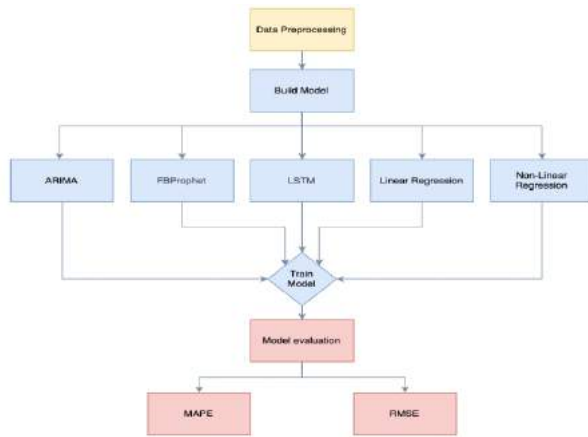 Data Preprocessing
Build Model
ARIMA
FBProphet
LSTM
Linear Regression
Non-Linear
Regression
Train
Model
Model evaluation
MAPE
RMSE